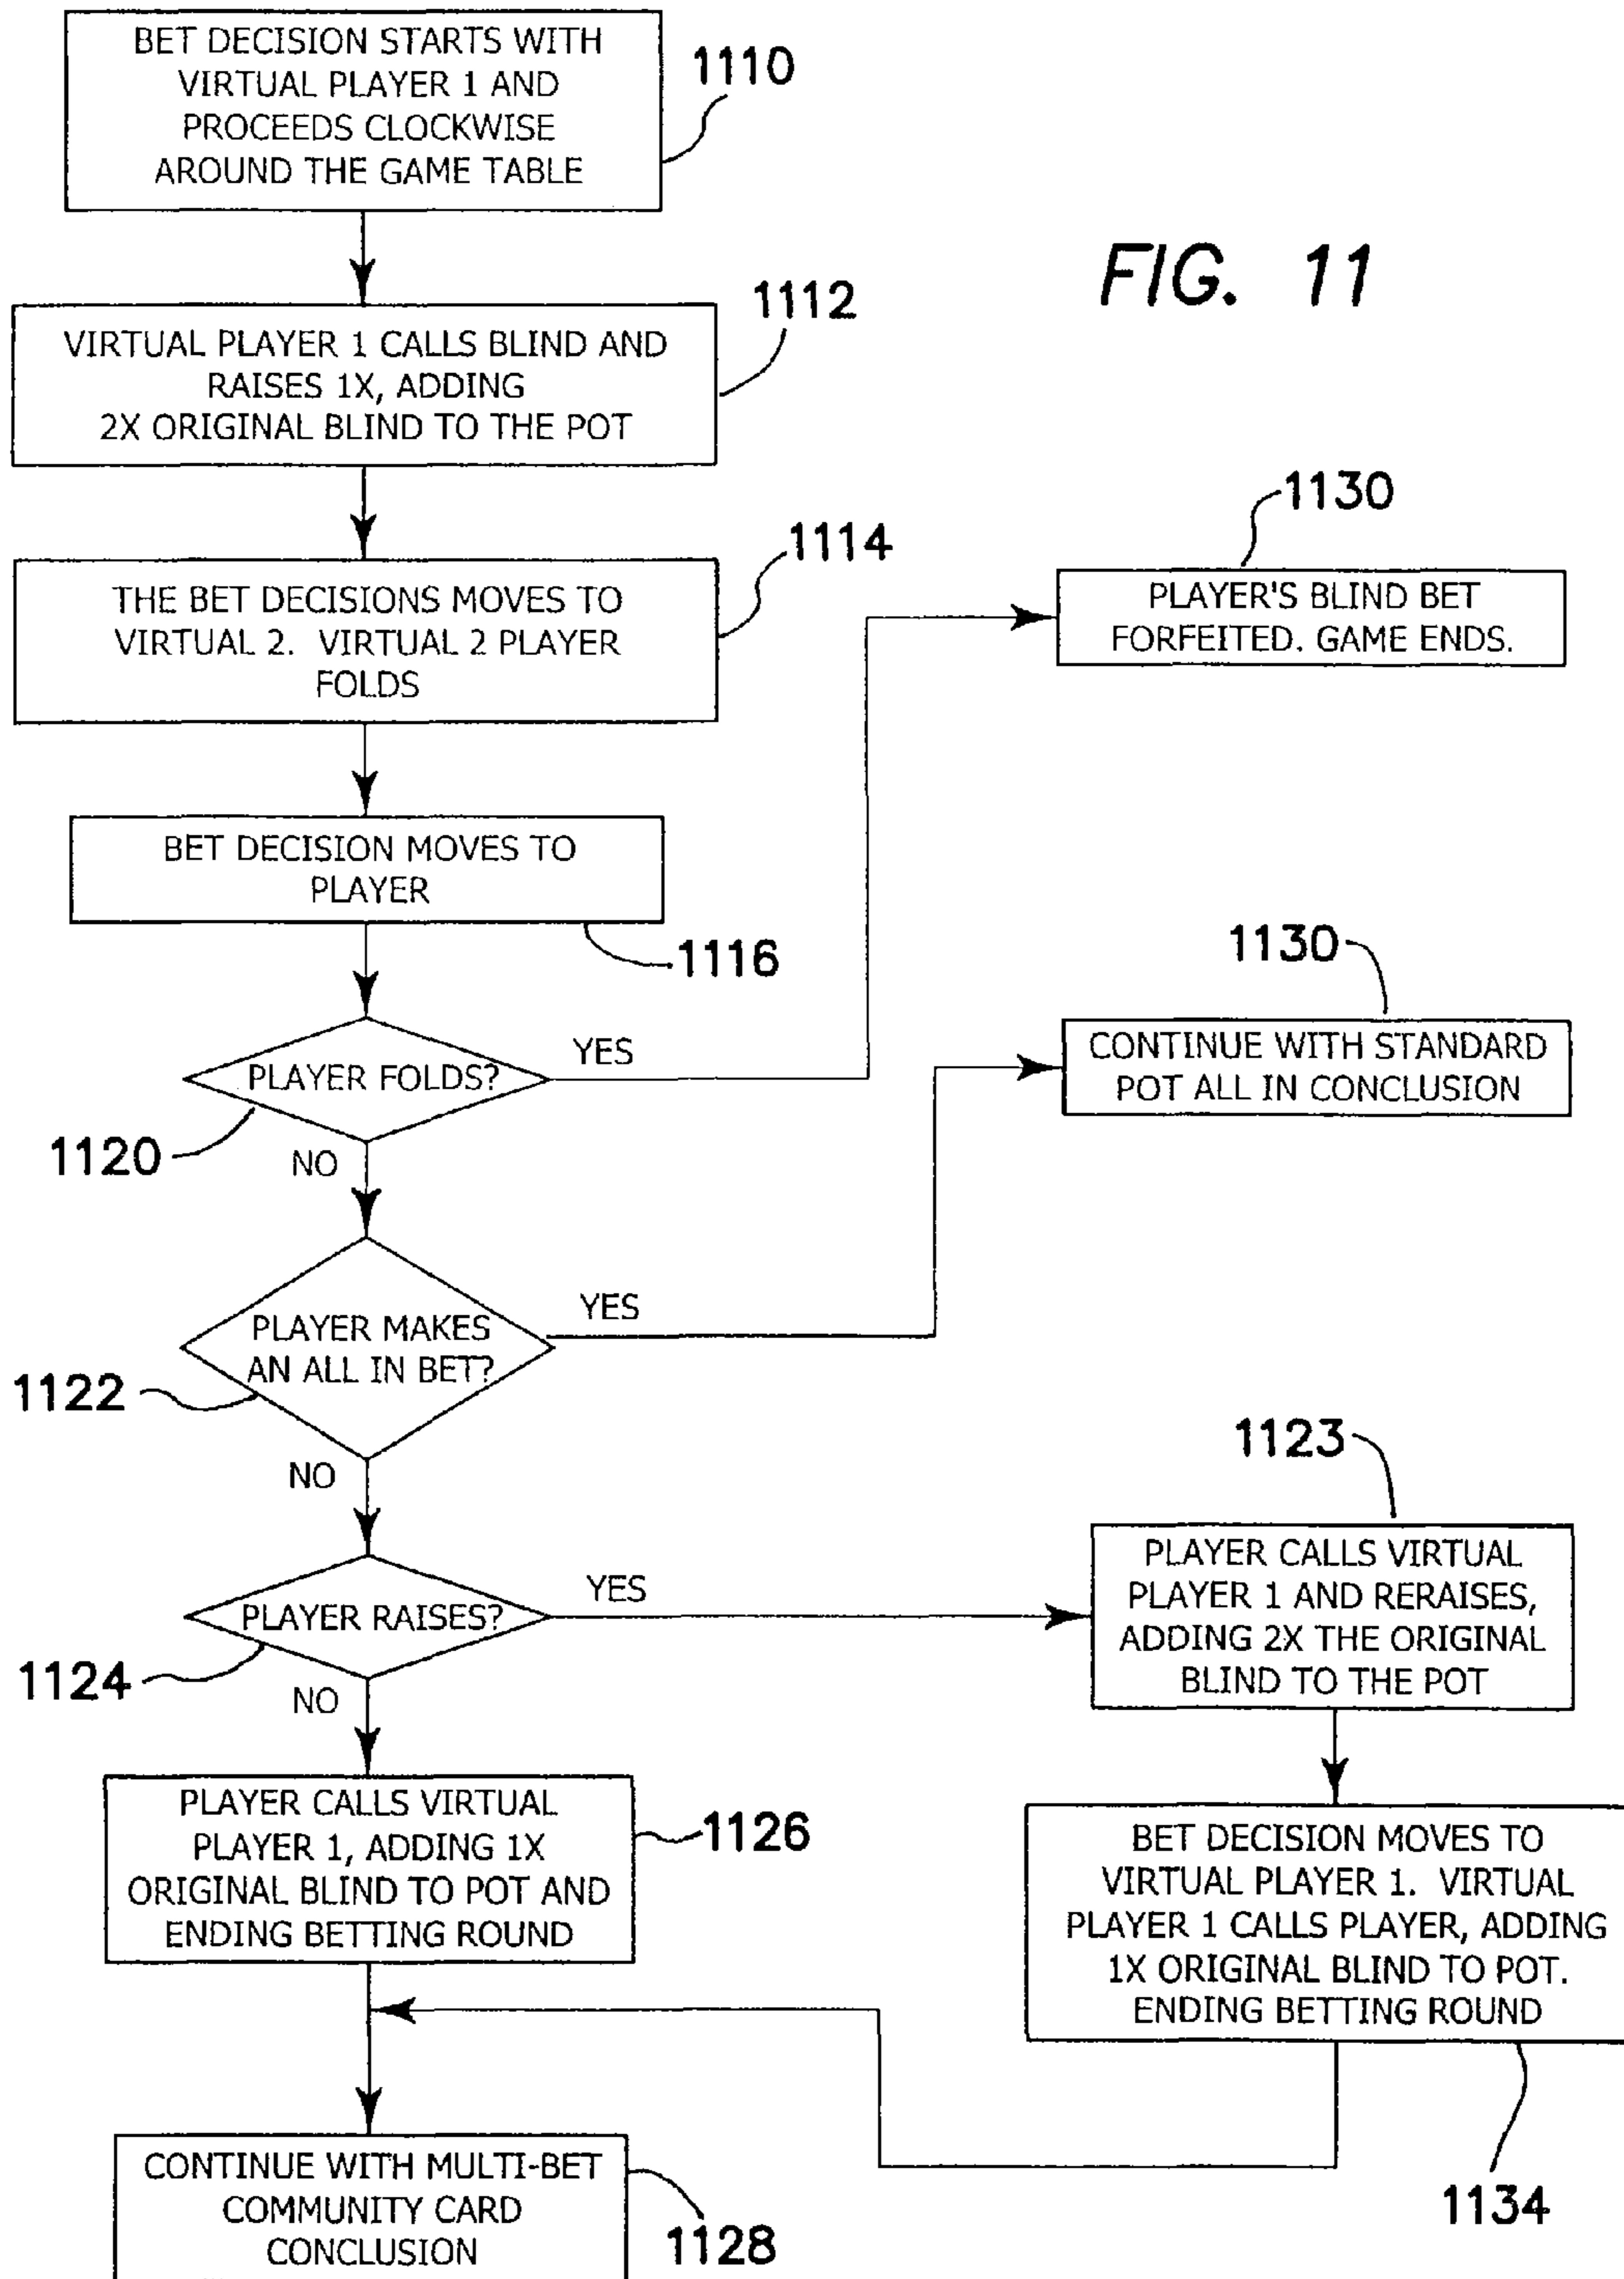 BET DECISION STARTS WITH
VIRTUAL PLAYER 1 AND
PROCEEDS CLOCKWISE
AROUND THE GAME TABLE
1110
FIG. 11
VIRTUAL PLAYER 1 CALLS BLIND AND
RAISES 1X, ADDING
2X ORIGINAL BLIND TO THE POT
1112
THE BET DECISIONS MOVES TO
VIRTUAL 2. VIRTUAL 2 PLAYER
FOLDS
1114
1130
PLAYER'S BLIND BET
FORFEITED. GAME ENDS.
BET DECISION MOVES TO
PLAYER
1116
PLAYER FOLDS?
YES
1120
NO
1130
CONTINUE WITH STANDARD
POT ALL IN CONCLUSION
PLAYER MAKES
AN ALL IN BET?
YES
1122
NO
1123
PLAYER CALLS VIRTUAL
PLAYER 1 AND RERAISES,
ADDING 2X THE ORIGINAL
BLIND TO THE POT
PLAYER RAISES?
YES
1124
NO
PLAYER CALLS VIRTUAL
PLAYER 1, ADDING 1X
ORIGINAL BLIND TO POT AND
ENDING BETTING ROUND
1126
BET DECISION MOVES TO
VIRTUAL PLAYER 1. VIRTUAL
PLAYER 1 CALLS PLAYER, ADDING
1X ORIGINAL BLIND TO POT.
ENDING BETTING ROUND
1134
CONTINUE WITH MULTI-BET
COMMUNITY CARD
CONCLUSION
1128